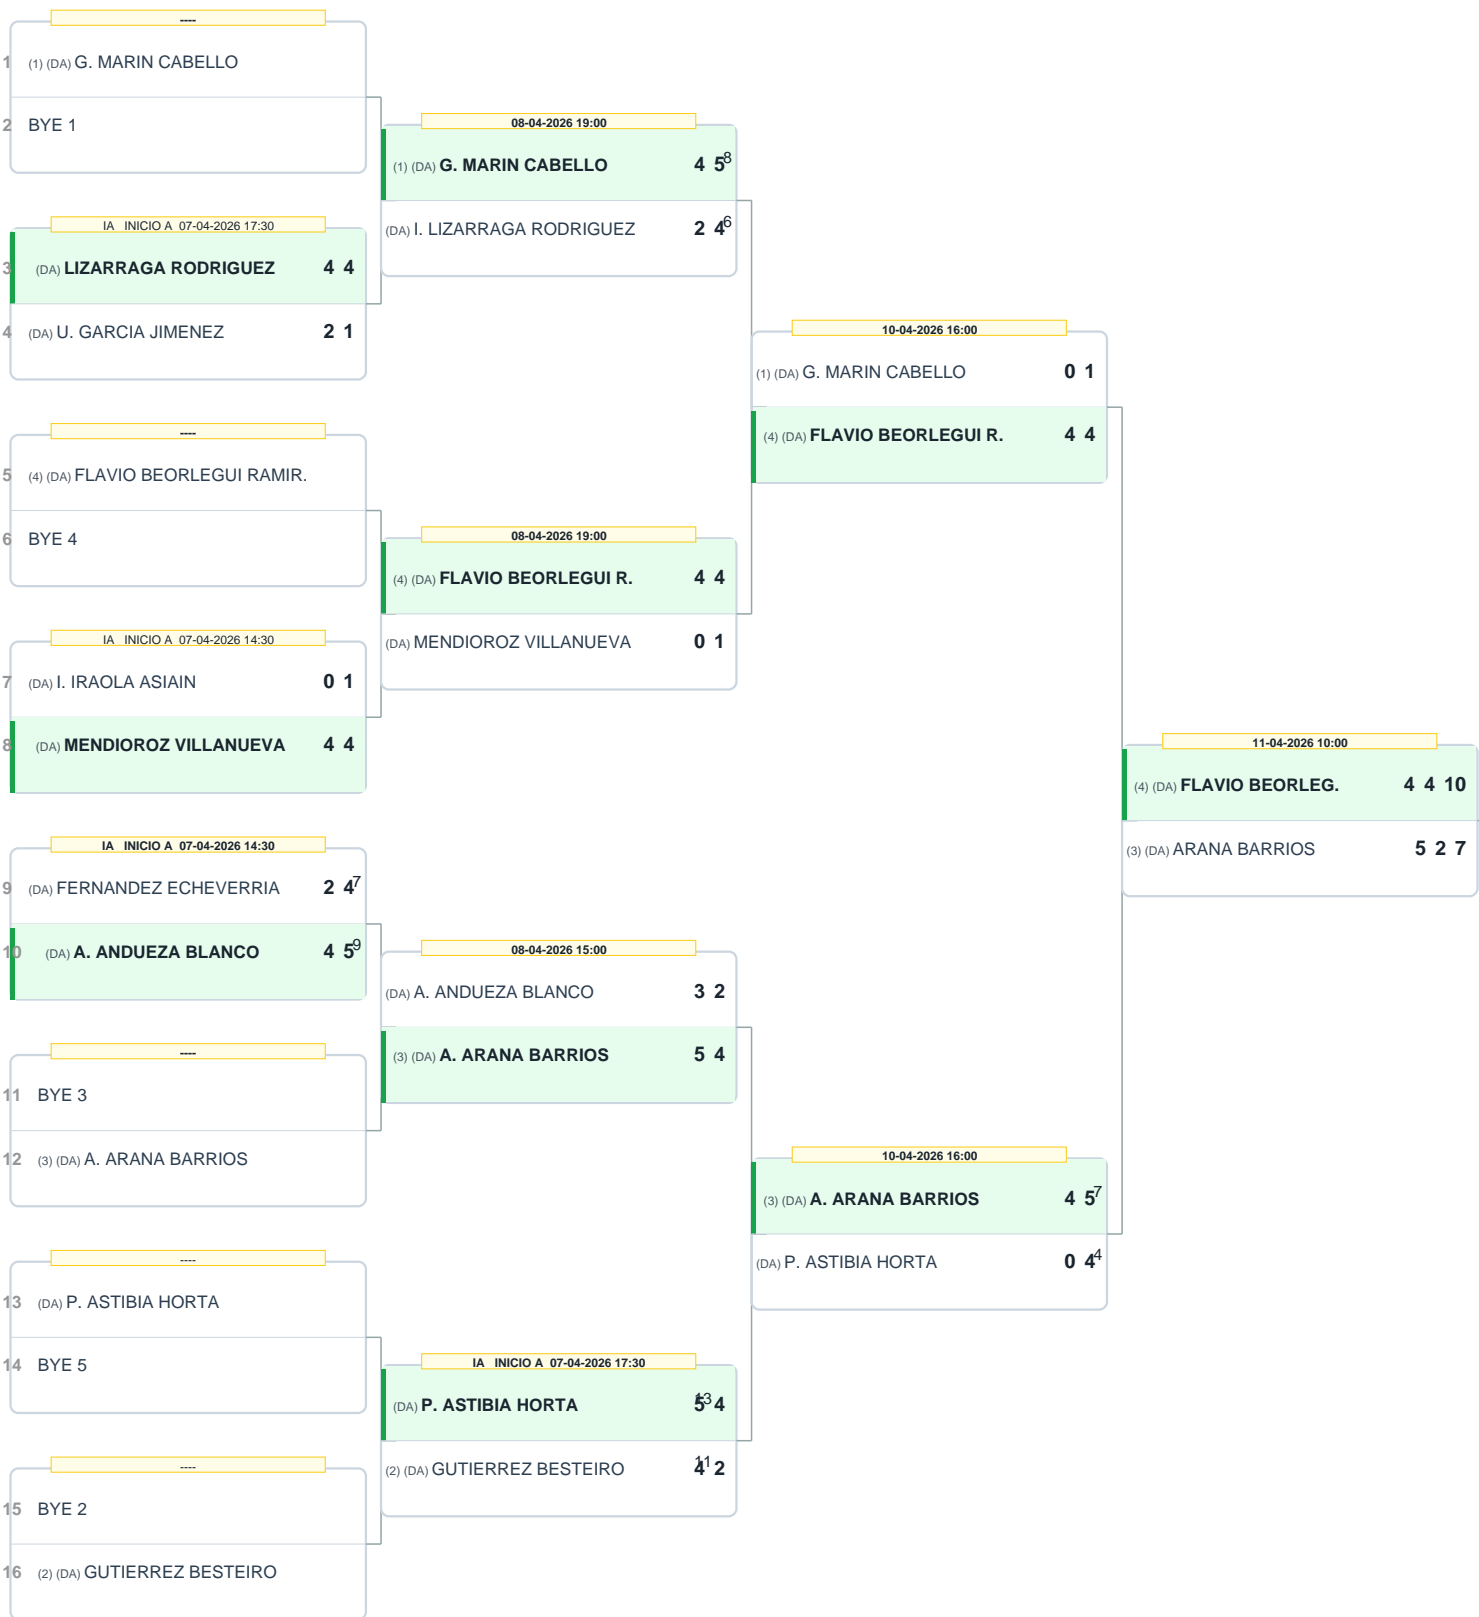 ----
1 (1) (DA) G. MARIN CABELLO
2 BYE 1
IA INICIO A 07-04-2026 17:30
3 (DA) LIZARRAGA RODRIGUEZ 4 4
4 (DA) U. GARCIA JIMENEZ 2 1
----
5 (4) (DA) FLAVIO BEORLEGUI RAMIR.
6 BYE 4
IA INICIO A 07-04-2026 14:30
7 (DA) I. IRAOLA ASIAIN 0 1
8 (DA) MENDIOROZ VILLANUEVA 4 4
IA INICIO A 07-04-2026 14:30
9 (DA) FERNANDEZ ECHEVERRIA 2 4 7
10 (DA) A. ANDUEZA BLANCO 4 5 9
----
11 BYE 3
12 (3) (DA) A. ARANA BARRIOS
----
13 (DA) P. ASTIBIA HORTA
14 BYE 5
----
15 BYE 2
16 (2) (DA) GUTIERREZ BESTEIRO
08-04-2026 19:00
(1) (DA) G. MARIN CABELLO 4 5 8
(DA) I. LIZARRAGA RODRIGUEZ 2 4 6
08-04-2026 19:00
(4) (DA) FLAVIO BEORLEGUI R. 4 4
(DA) MENDIOROZ VILLANUEVA 0 1
08-04-2026 15:00
(DA) A. ANDUEZA BLANCO 3 2
(3) (DA) A. ARANA BARRIOS 5 4
IA INICIO A 07-04-2026 17:30
(DA) P. ASTIBIA HORTA 5 13 4
(2) (DA) GUTIERREZ BESTEIRO 4 11 2
10-04-2026 16:00
(1) (DA) G. MARIN CABELLO 0 1
(4) (DA) FLAVIO BEORLEGUI R. 4 4
10-04-2026 16:00
(3) (DA) A. ARANA BARRIOS 4 5 7
(DA) P. ASTIBIA HORTA 0 4 4
11-04-2026 10:00
(4) (DA) FLAVIO BEORLEG. 4 4 10
(3) (DA) ARANA BARRIOS 5 2 7